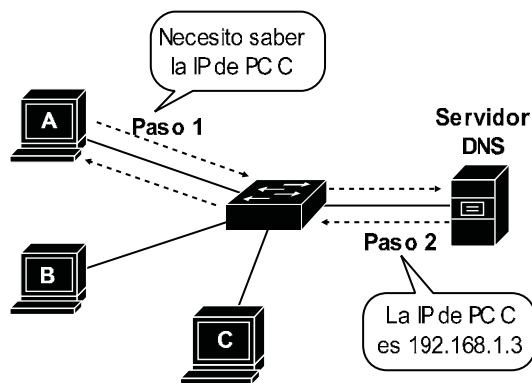 Necesito saber
la IP de PC C
A
Paso 1
Servidor
DNS
B
Paso 2
C
La IP de PC C
es 192.168.1.3